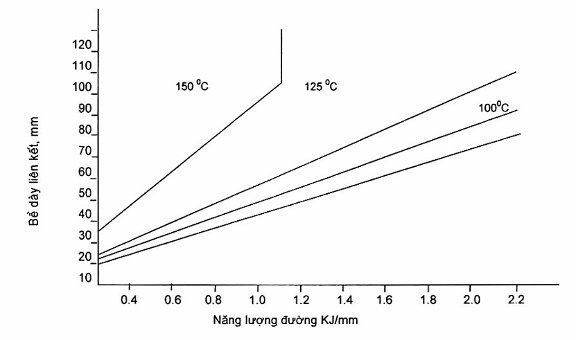 120
110
100
90
80
70
60
50
40
30
20
10
150 ⁰C
125 ⁰C
100⁰C
Bề dày liên kết, mm
0.4 0.6 0.8 1.0 1.2 1.4 1.6 1.8 2.0 2.2
Năng lượng đường KJ/mm